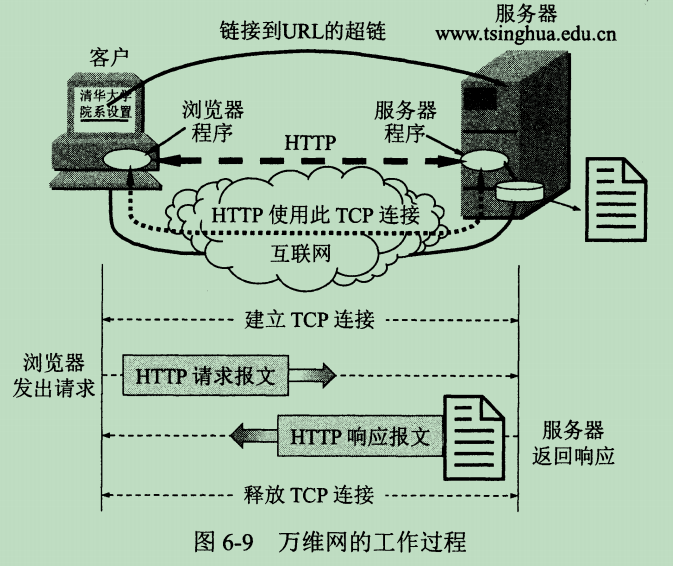 链接到URL的超链
服务器
www.tsinghua.edu.cn
客户
清华大学
院系设置
浏览器
程序
服务器
程序
HTTP
HTTP 使用此 TCP 连接
互联网
建立 TCP 连接
浏览器
发出请求
HTTP 请求报文
HTTP 响应报文
服务器
返回响应
释放 TCP 连接
图 6-9 万维网的工作过程